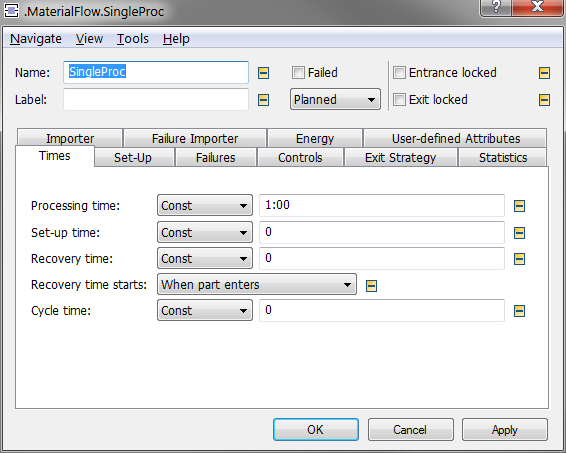 .MaterialFlow.SingleProc
Navigate View Tools Help
Name: SingleProc Failed Entrance locked
Label: Planned Exit locked
Importer Failure Importer Energy User-defined Attributes
Times Set-Up Failures Controls Exit Strategy Statistics
Processing time: Const 1:00
Set-up time: Const 0
Recovery time: Const 0
Recovery time starts: When part enters
Cycle time: Const 0
OK Cancel Apply